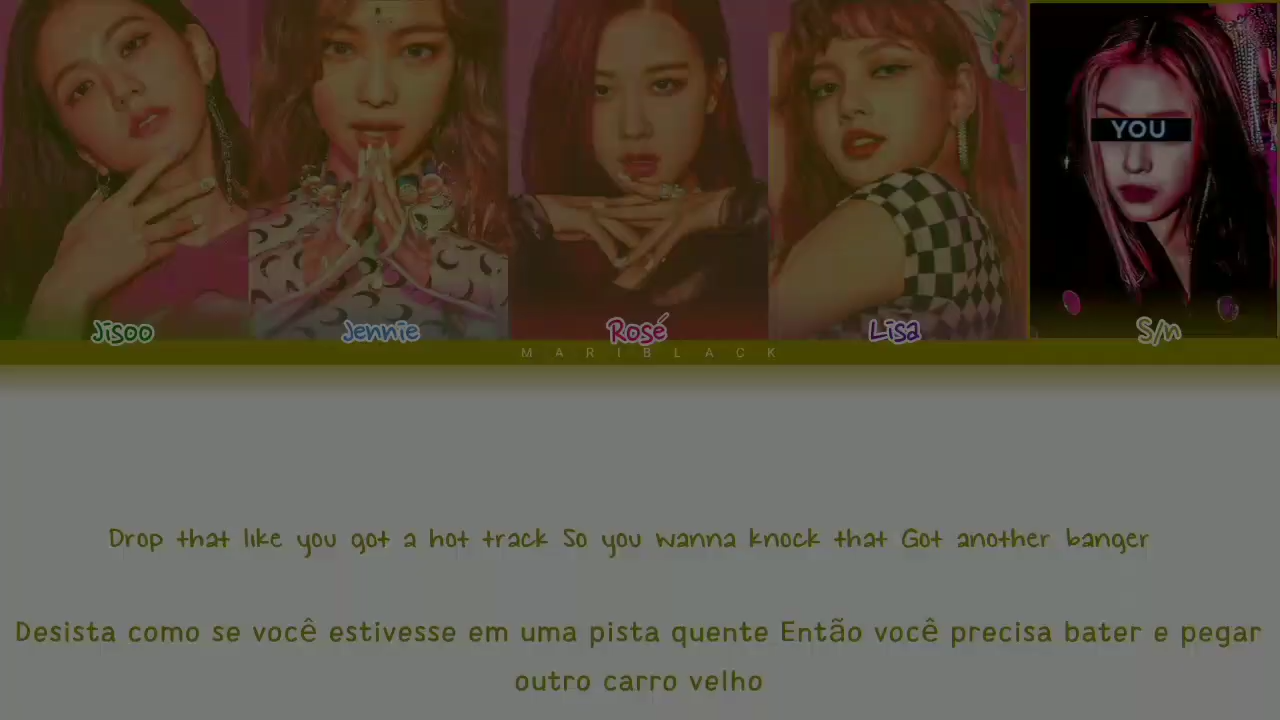 YOU
Jisoo
Jennie
Rosé
Lisa
S/n
MARIBLACK
Drop that like you got a hot track So you wanna knock that Got another banger
Desista como se você estivesse em uma pista quente Então você precisa bater e pegar
outro carro velho